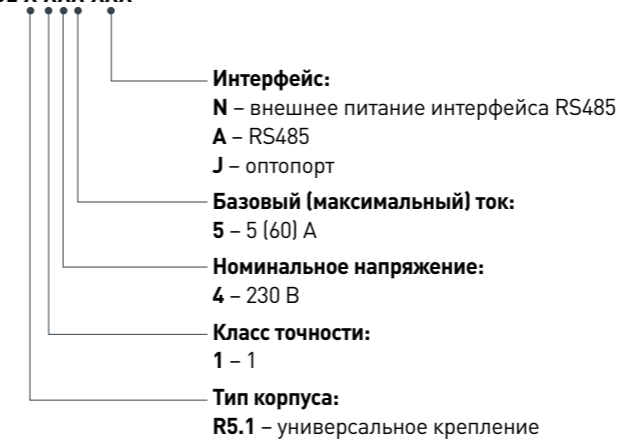 Интерфейс:
N – внешнее питание интерфейса RS485
A – RS485
J – оптопорт
Базовый (максимальный) ток:
5 – 5 (60) А
Номинальное напряжение:
4 – 230 В
Класс точности:
1 – 1
Тип корпуса:
R5.1 – универсальное крепление